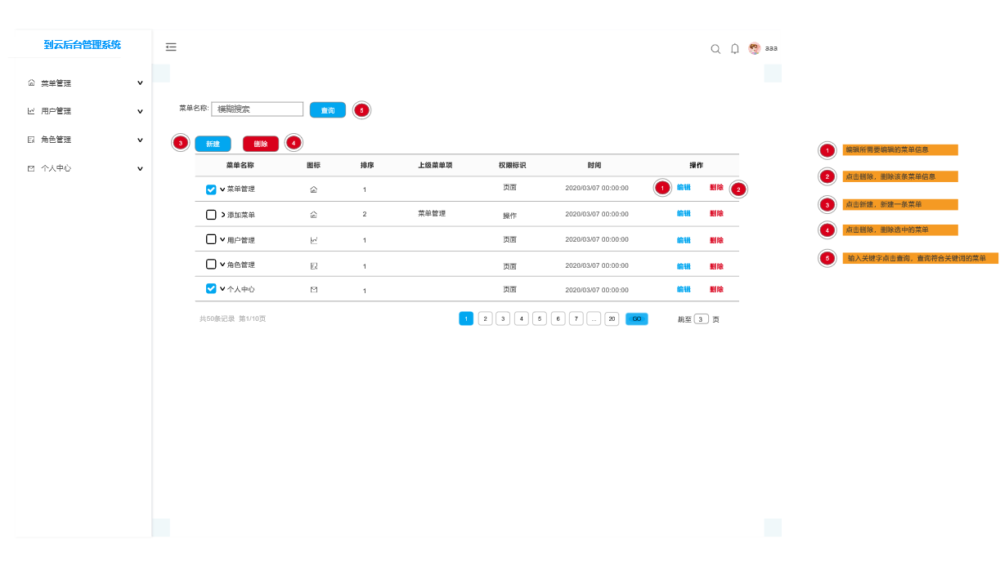 到云后台管理系统
aaa
菜单管理
用户管理
角色管理
个人中心
菜单名称: 模糊搜索 查询 5
3 新建 删除 4
菜单名称 图标 排序 上级菜单项 权限标识 时间 操作
菜单管理 1 页面 2020/03/07 00:00:00 1 编辑 删除 2
添加菜单 2 菜单管理 操作 2020/03/07 00:00:00 编辑 删除
用户管理 1 页面 2020/03/07 00:00:00 编辑 删除
角色管理 1 页面 2020/03/07 00:00:00 编辑 删除
个人中心 1 页面 2020/03/07 00:00:00 编辑 删除
共50条记录 第1/10页 1 2 3 4 5 6 7 ... 20 GO 跳至 3 页
1 编辑所需要编辑的菜单信息
2 点击删除，删除该条菜单信息
3 点击新建，新建一条菜单
4 点击删除，删除选中的菜单
5 输入关键字点击查询，查询符合关键词的菜单